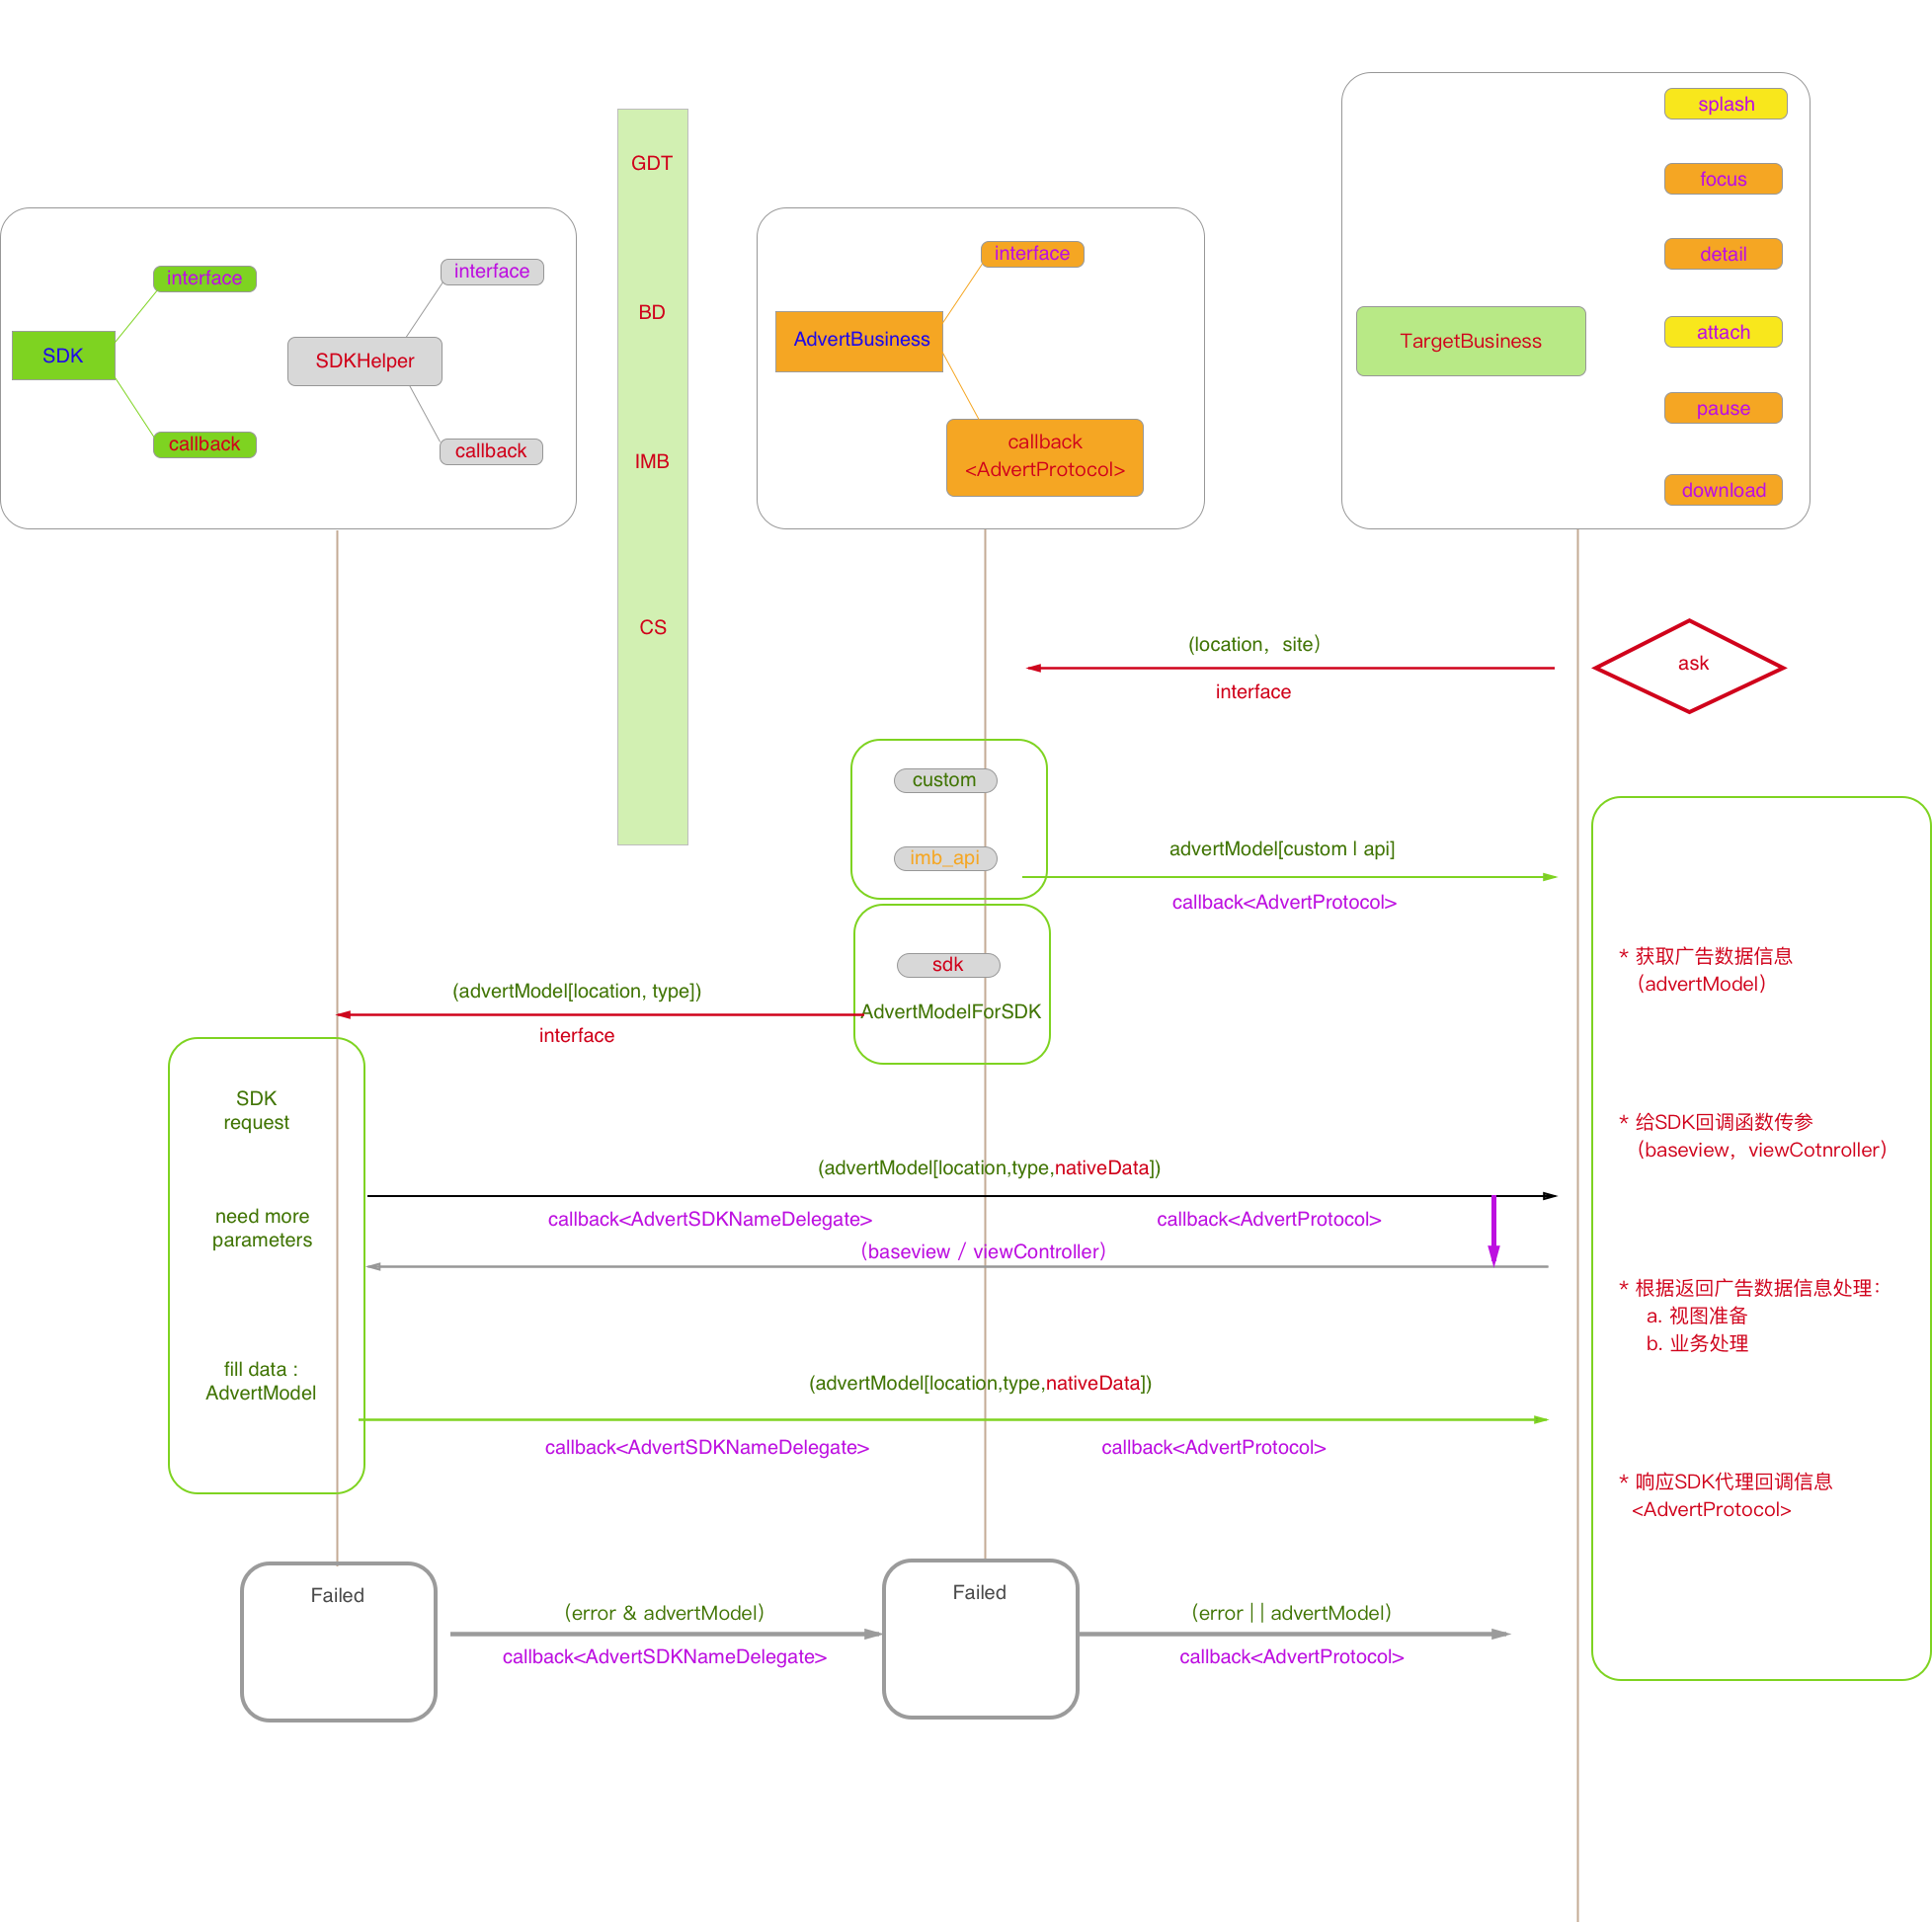 splash
GDT
focus
interface
interface
interface
detail
SDK
SDKHelper
BD
AdvertBusiness
TargetBusiness
attach
callback
callback
IMB
callback
<AdvertProtocol>
pause
download
CS
(location，site）
ask
interface
custom
imb_api
advertModel[custom | api]
callback<AdvertProtocol>
sdk
AdvertModelForSDK
(advertModel[location, type])
interface
* 获取广告数据信息
（advertModel）
SDK
request
* 给SDK回调函数传参
（baseview，viewCotnroller）
(advertModel[location,type,nativeData])
need more
parameters
callback<AdvertSDKNameDelegate>
callback<AdvertProtocol>
（baseview / viewController）
* 根据返回广告数据信息处理：
a. 视图准备
b. 业务处理
fill data :
AdvertModel
(advertModel[location,type,nativeData])
callback<AdvertSDKNameDelegate>
callback<AdvertProtocol>
* 响应SDK代理回调信息
<AdvertProtocol>
Failed
Failed
（error & advertModel）
（error || advertModel）
callback<AdvertSDKNameDelegate>
callback<AdvertProtocol>